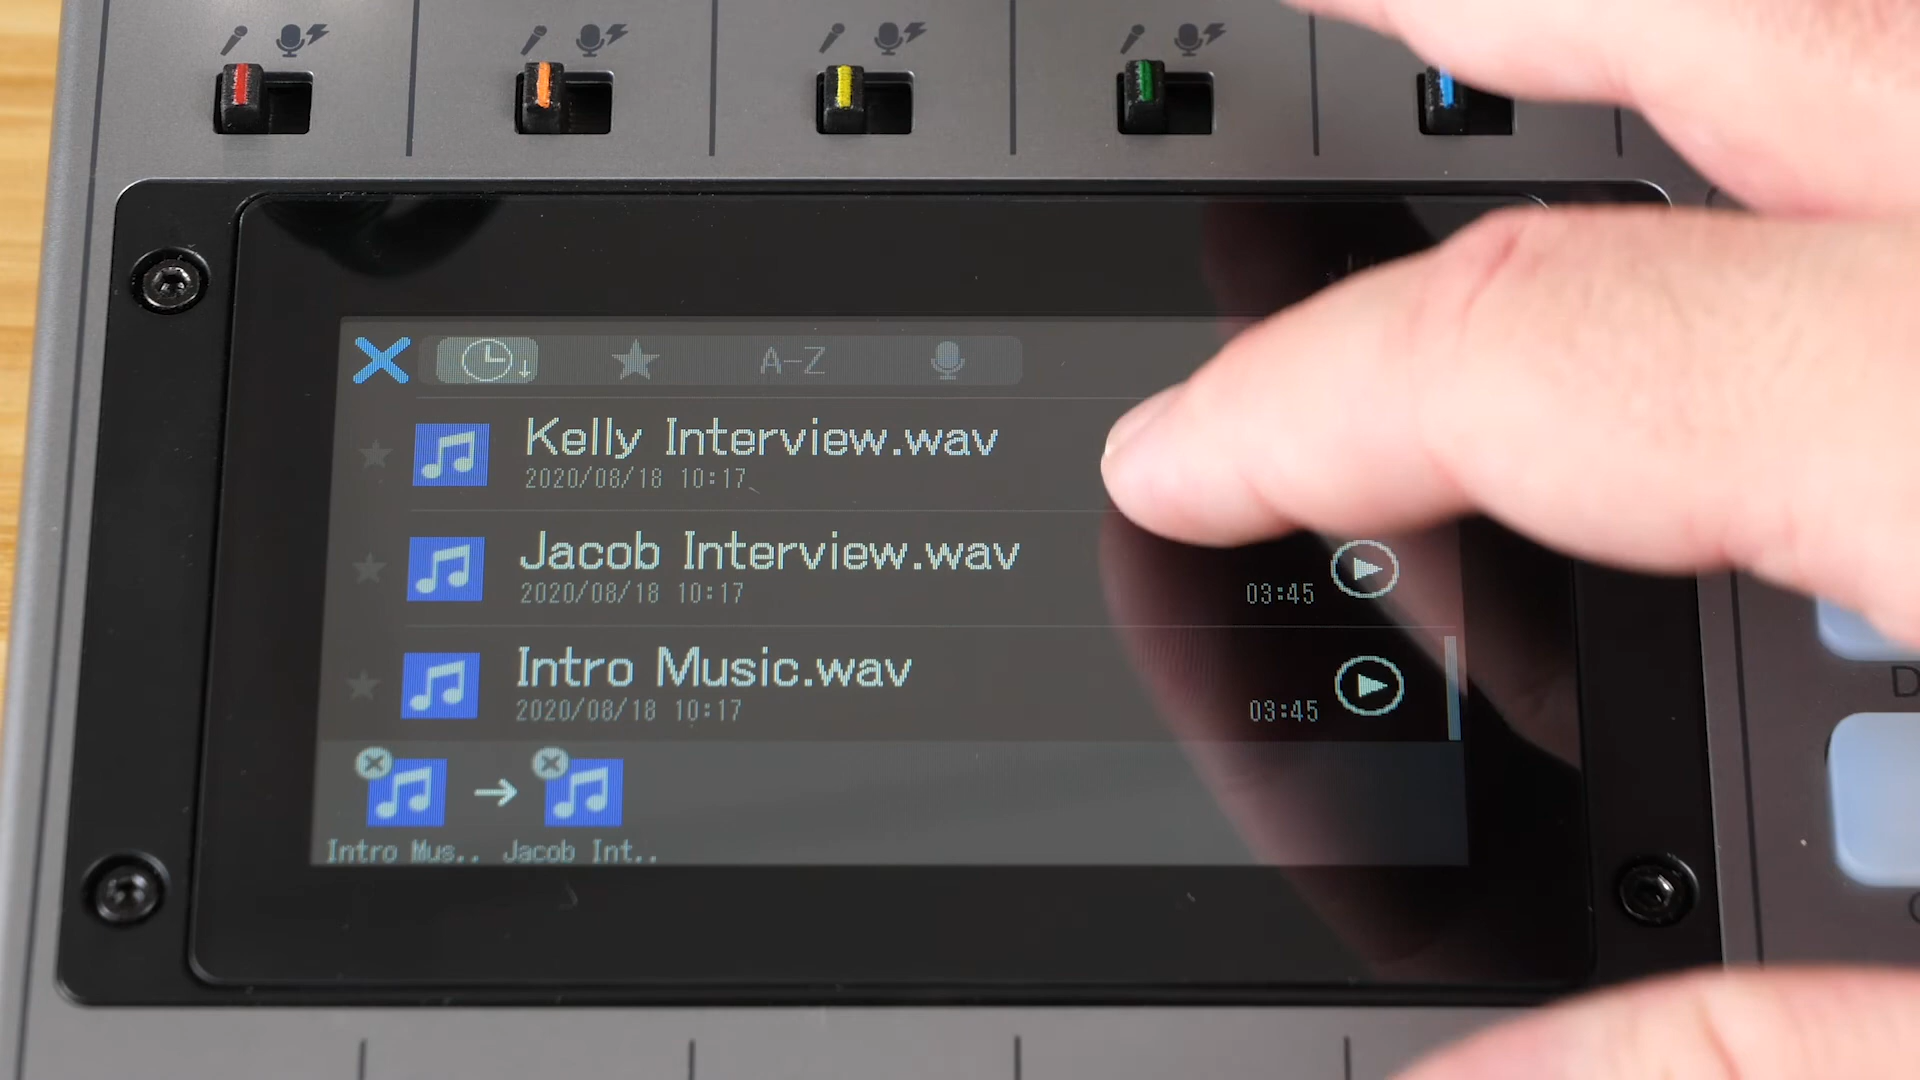 A-Z
Kelly Interview.wav
2020/08/18 10:17
Jacob Interview.wav
2020/08/18 10:17
03:45
Intro Music.wav
2020/08/18 10:17
03:45
Intro Mus.. Jacob Int..